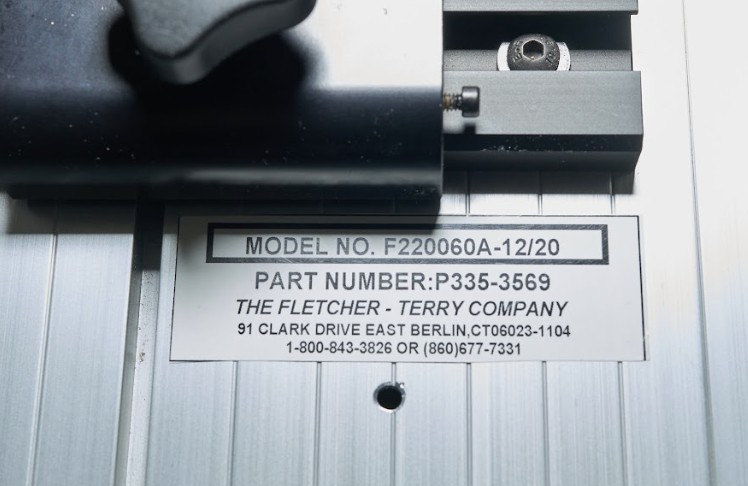 MODEL NO. F220060A-12/20
PART NUMBER:P335-3569
THE FLETCHER - TERRY COMPANY
91 CLARK DRIVE EAST BERLIN,CT06023-1104
1-800-843-3826 OR (860)677-7331